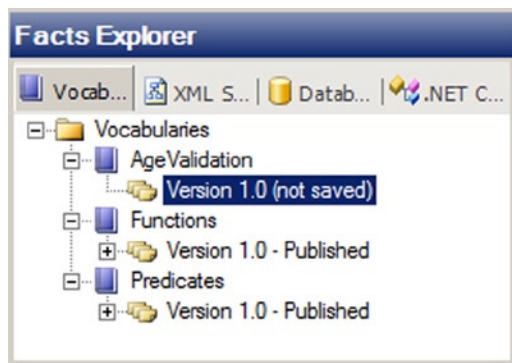 Facts Explorer
Vocab... XML S... Datab... .NET C...
Vocabularies
AgeValidation
Version 1.0 (not saved)
Functions
Version 1.0 - Published
Predicates
Version 1.0 - Published